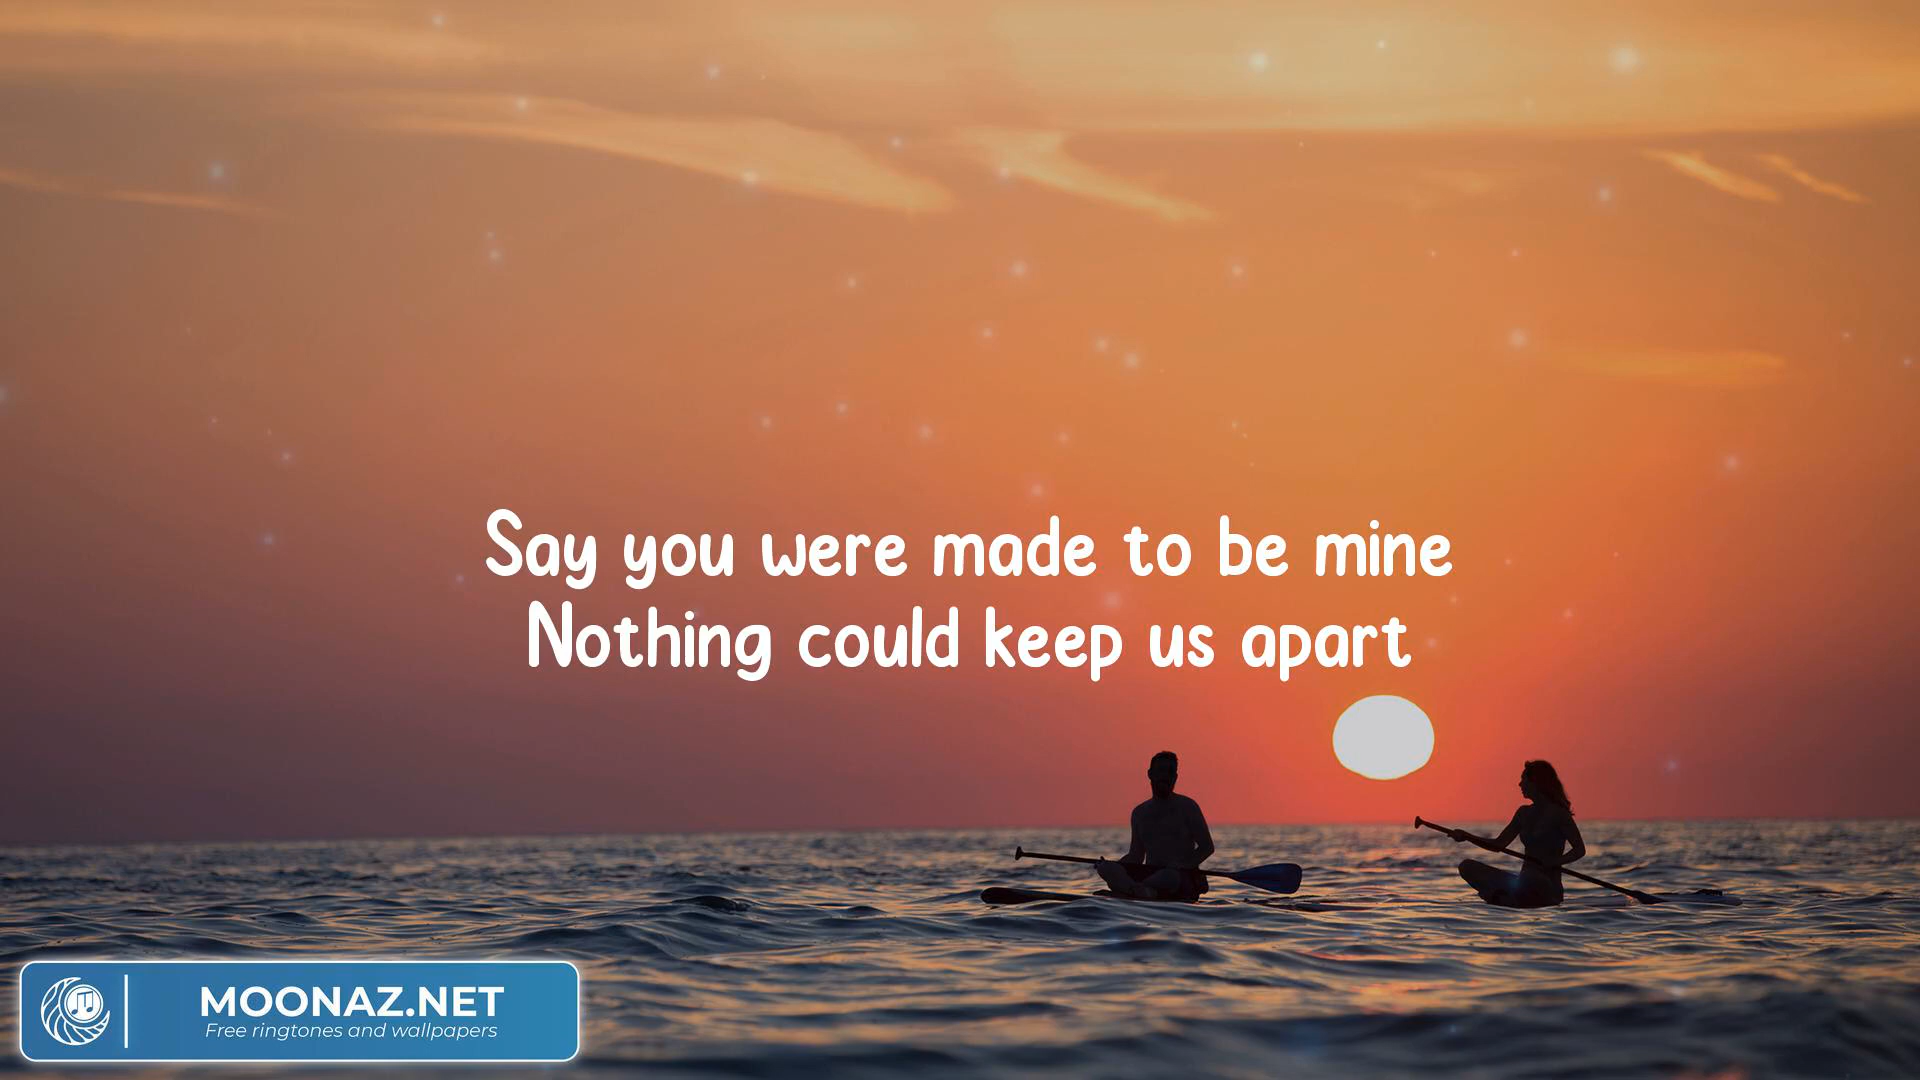 Say you were made to be mine
Nothing could keep us apart
MOONAZ.NET
Free ringtones and wallpapers